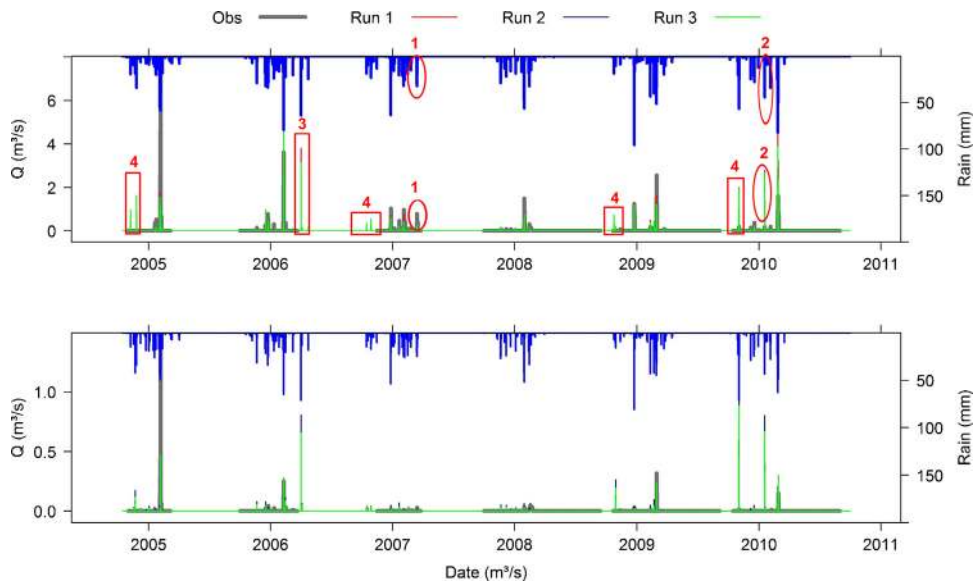 Obs Run 1 Run 2 Run 3
1 2
6 50
4 3 100
4 4 4 4 2
2 1 150
0
2005 2006 2007 2008 2009 2010 2011
Q (m³/s)
Rain (mm)
1.0 50
0.5 100
150
0.0
2005 2006 2007 2008 2009 2010 2011
Q (m³/s)
Rain (mm)
Date (m³/s)